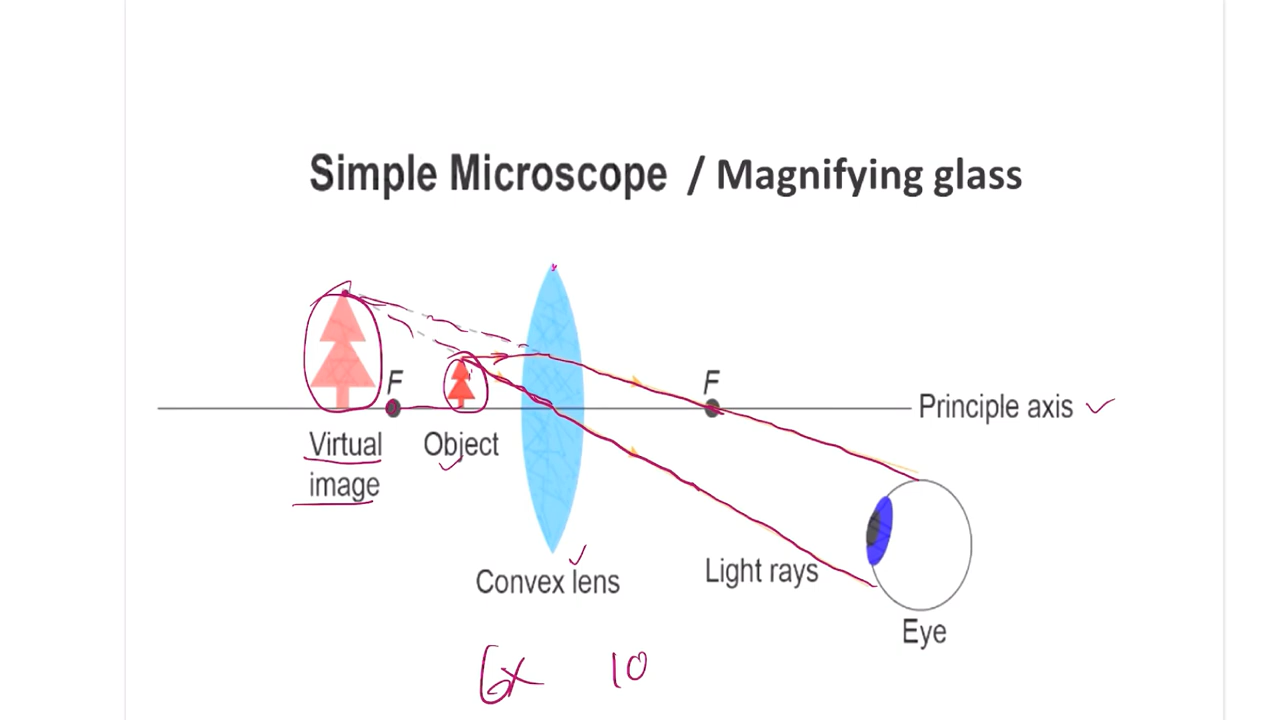 Simple Microscope / Magnifying glass
F
F
Principle axis
Virtual
image
Object
Convex lens
Light rays
Eye
6x 10